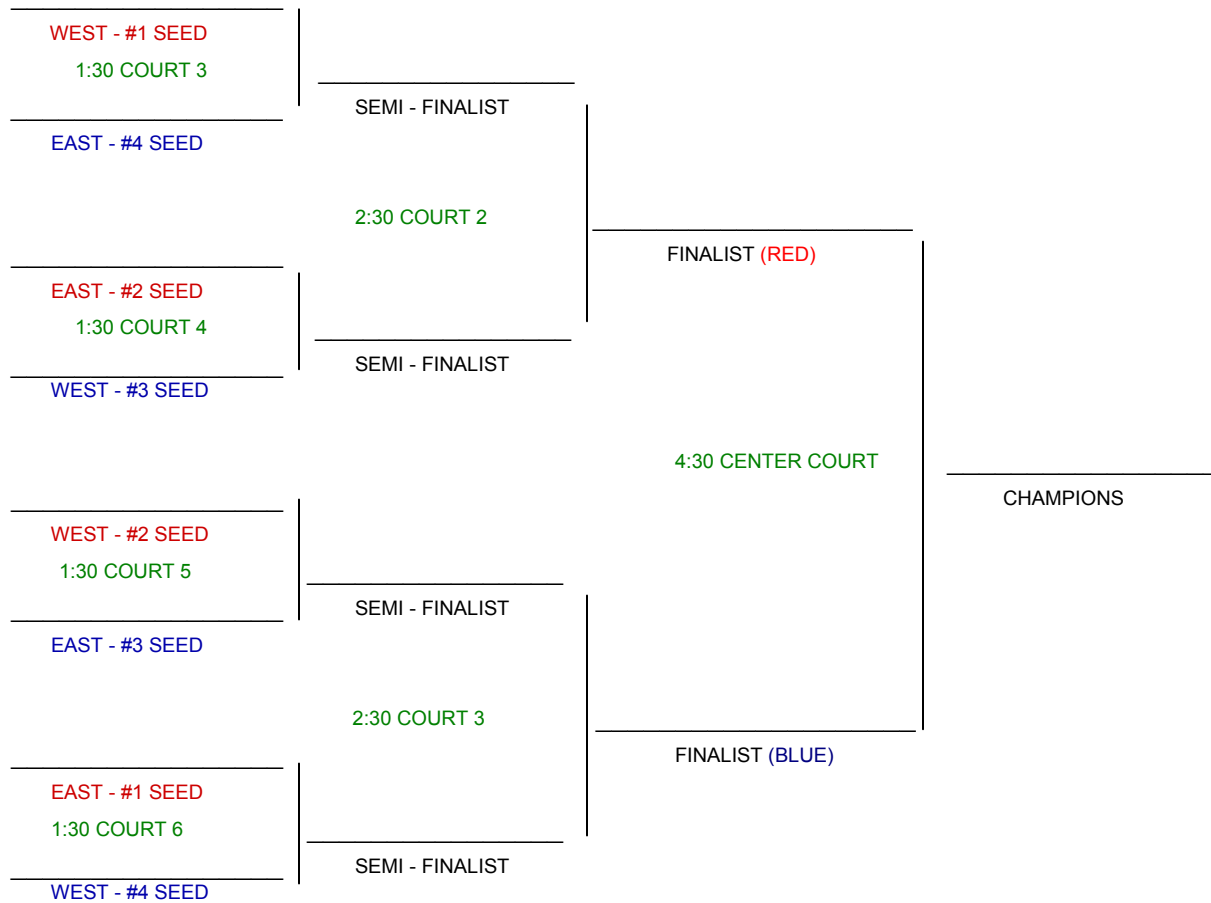 WEST - #1 SEED
1:30 COURT 3
SEMI - FINALIST
EAST - #4 SEED
2:30 COURT 2
FINALIST (RED)
EAST - #2 SEED
1:30 COURT 4
SEMI - FINALIST
WEST - #3 SEED
4:30 CENTER COURT
CHAMPIONS
WEST - #2 SEED
1:30 COURT 5
SEMI - FINALIST
EAST - #3 SEED
2:30 COURT 3
FINALIST (BLUE)
EAST - #1 SEED
1:30 COURT 6
SEMI - FINALIST
WEST - #4 SEED